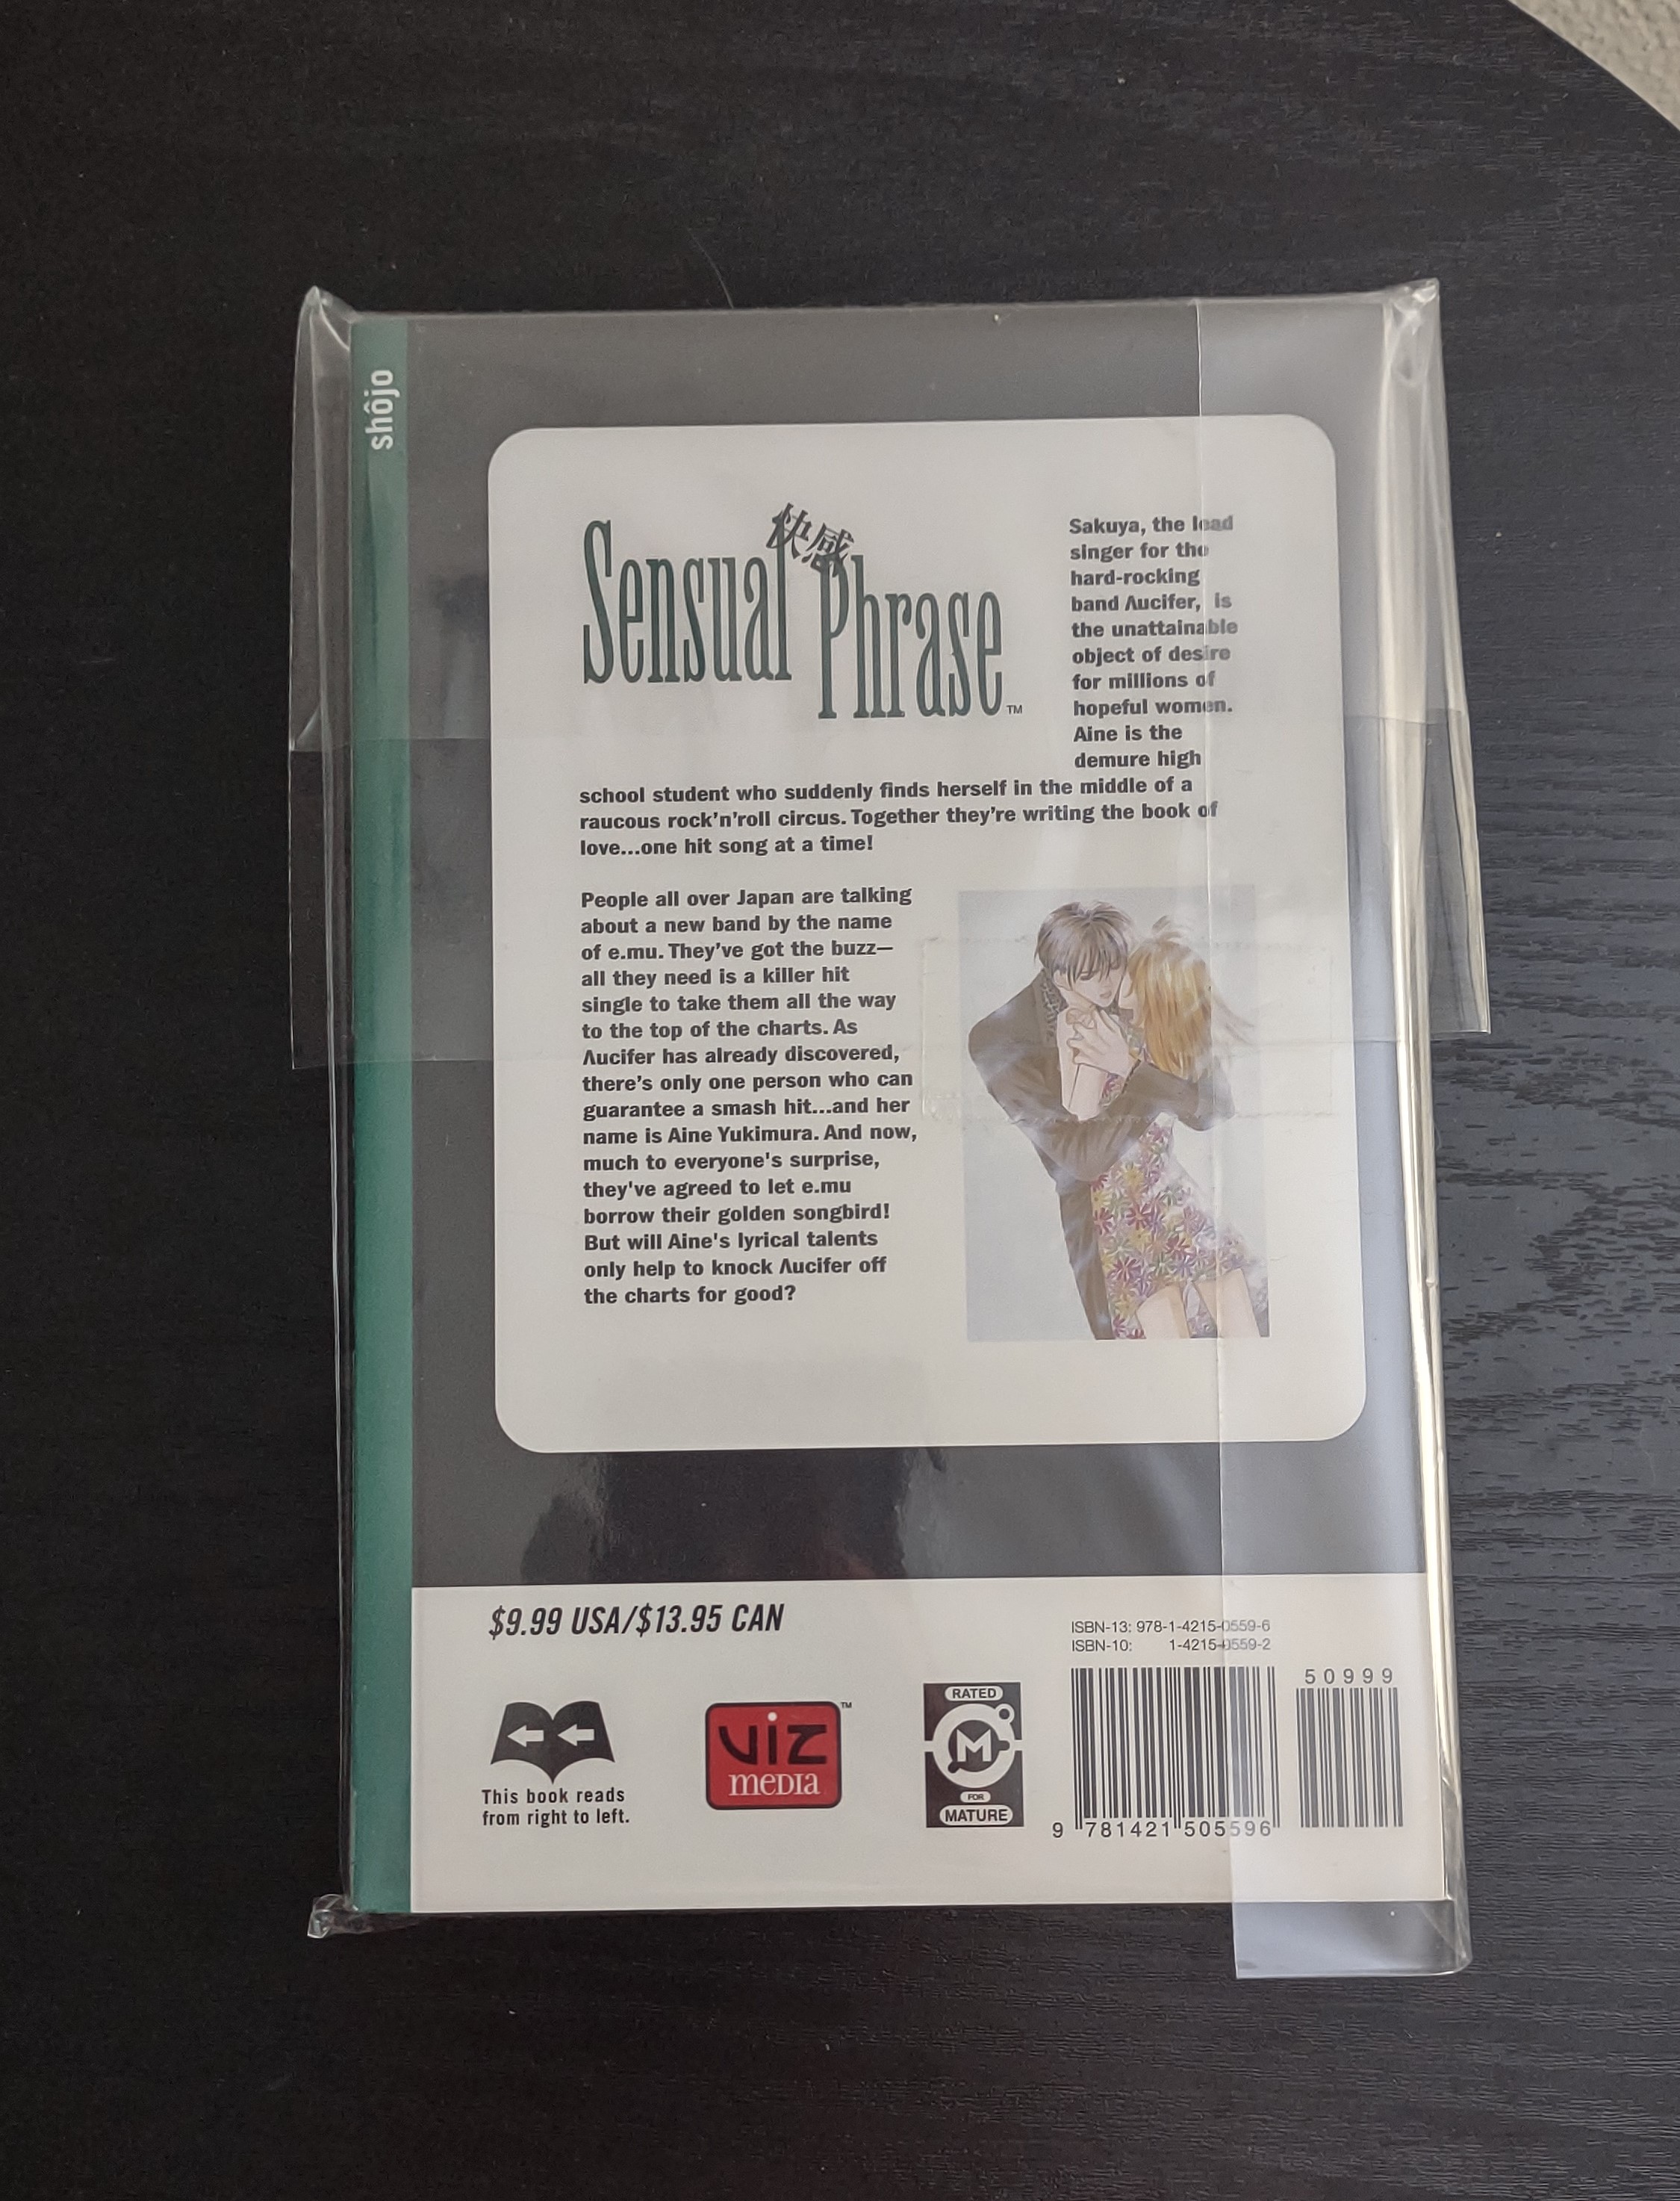 shôjo
快感
Sensual Phrase™
Sakuya, the lead
singer for the
hard-rocking
band Λucifer, is
the unattainable
object of desire
for millions of
hopeful women.
Aine is the
demure high
school student who suddenly finds herself in the middle of a
raucous rock'n'roll circus. Together they're writing the book of
love...one hit song at a time!
People all over Japan are talking
about a new band by the name
of e.mu. They've got the buzz—
all they need is a killer hit
single to take them all the way
to the top of the charts. As
Λucifer has already discovered,
there's only one person who can
guarantee a smash hit...and her
name is Aine Yukimura. And now,
much to everyone's surprise,
they've agreed to let e.mu
borrow their golden songbird!
But will Aine's lyrical talents
only help to knock Λucifer off
the charts for good?
$9.99 USA/$13.95 CAN
This book reads
from right to left.
VIZ
MEDIA
™
RATED
M
FOR
MATURE
ISBN-13: 978-1-4215-0559-6
ISBN-10: 1-4215-0559-2
50999
9 781421 505596